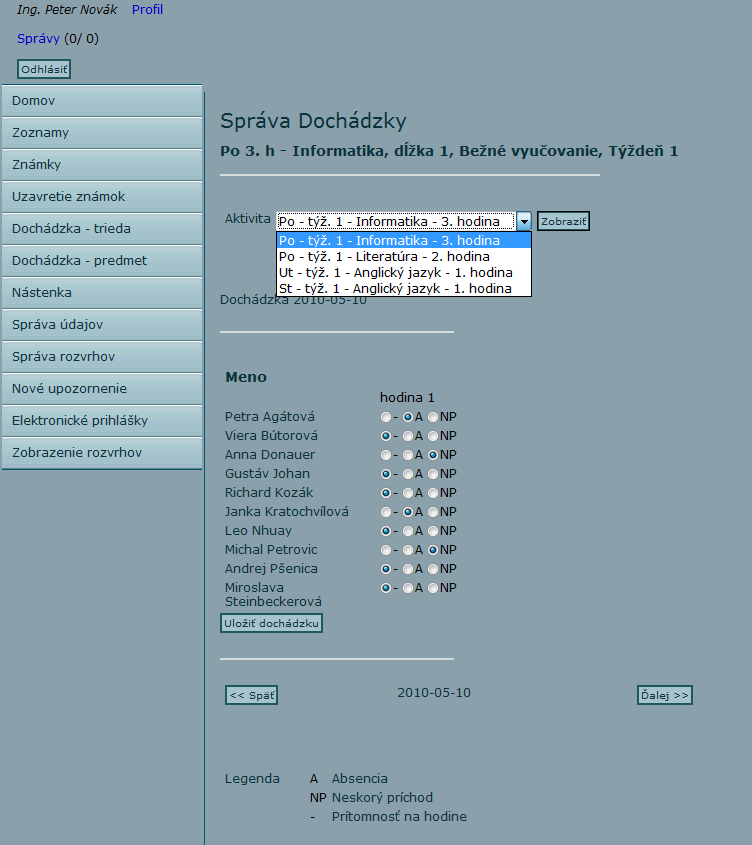 Ing. Peter Novák Profil
Správy (0/ 0)
Odhlásiť
Domov
Zoznamy
Známky
Uzavretie známok
Dochádzka - trieda
Dochádzka - predmet
Nástenka
Správa údajov
Správa rozvrhov
Nové upozornenie
Elektronické prihlášky
Zobrazenie rozvrhov
Správa Dochádzky
Po 3. h - Informatika, dĺžka 1, Bežné vyučovanie, Týždeň 1
Aktivita Po - týž. 1 - Informatika - 3. hodina Zobraziť
Po - týž. 1 - Informatika - 3. hodina
Po - týž. 1 - Literatúra - 2. hodina
Ut - týž. 1 - Anglický jazyk - 1. hodina
St - týž. 1 - Anglický jazyk - 1. hodina
Dochádzka 2010-05-10
Meno
hodina 1
Petra Agátová - A NP
Viera Bútorová - A NP
Anna Donauer - A NP
Gustáv Johan - A NP
Richard Kozák - A NP
Janka Kratochvílová - A NP
Leo Nhuay - A NP
Michal Petrovic - A NP
Andrej Pšenica - A NP
Miroslava - A NP
Steinbeckerová
Uložiť dochádzku
<< Späť 2010-05-10 Ďalej >>
Legenda A Absencia
NP Neskorý príchod
- Prítomnosť na hodine